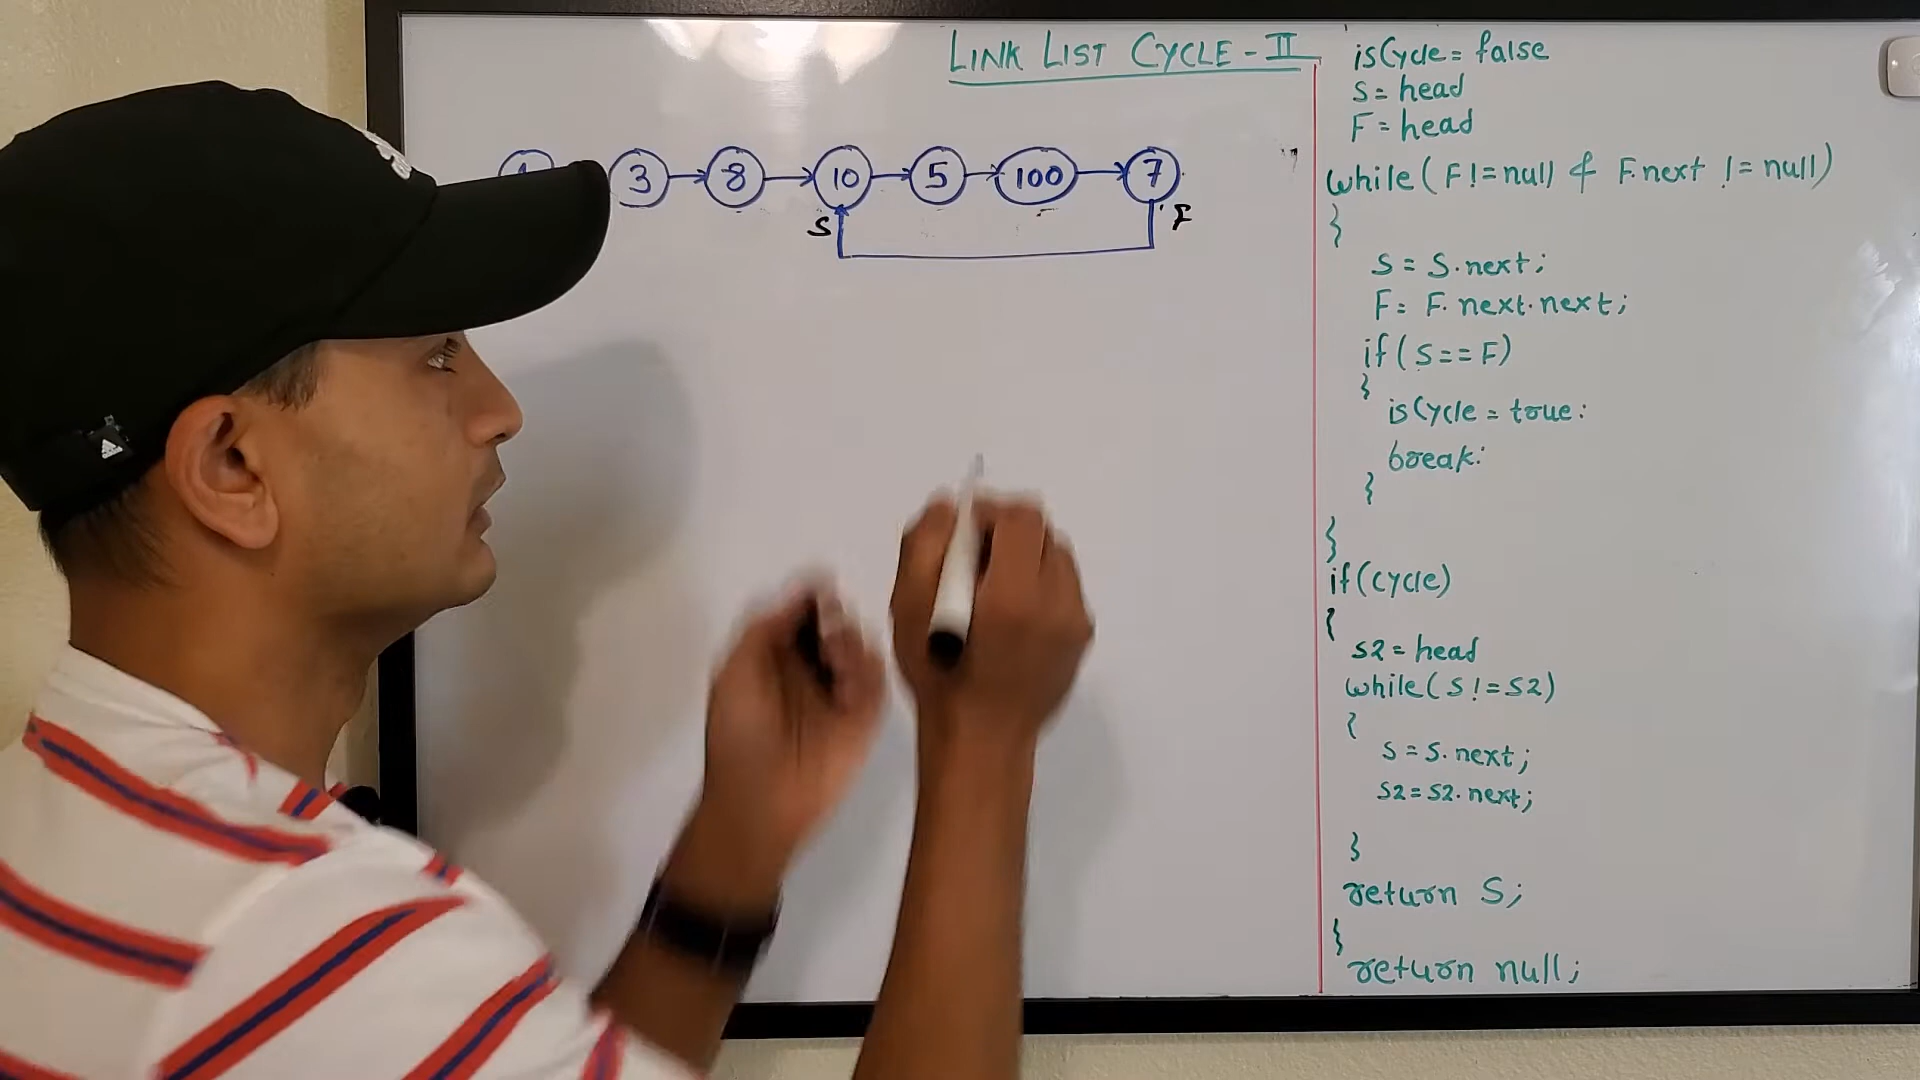 LINK LIST CYCLE - II
3 8 10 5 100 7
S F
isCycle = false
S = head
F = head
while( F != null & F.next != null)
{
S = S.next;
F = F.next.next;
if( S == F)
{
isCycle = true:
break:
}
}
if(cycle)
{
s2 = head
while( S != S2)
{
S = S.next;
S2 = S2.next;
}
return S;
}
return null;